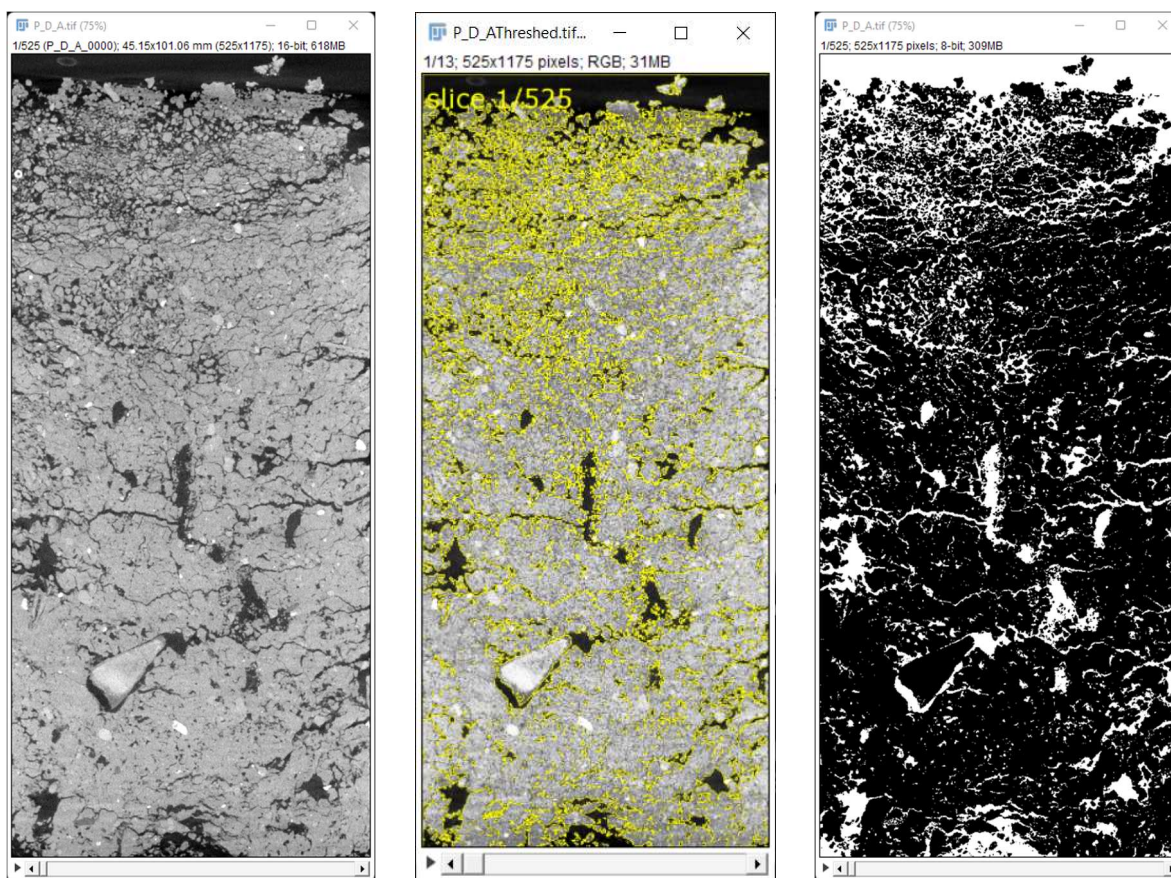 P_D_A.tif (75%)
1/525 (P_D_A_0000); 45.15x101.06 mm (525x1175); 16-bit; 618MB
P_D_AThreshed.tif...
1/13; 525x1175 pixels; RGB; 31MB
slice 1/525
P_D_A.tif (75%)
1/525; 525x1175 pixels; 8-bit; 309MB